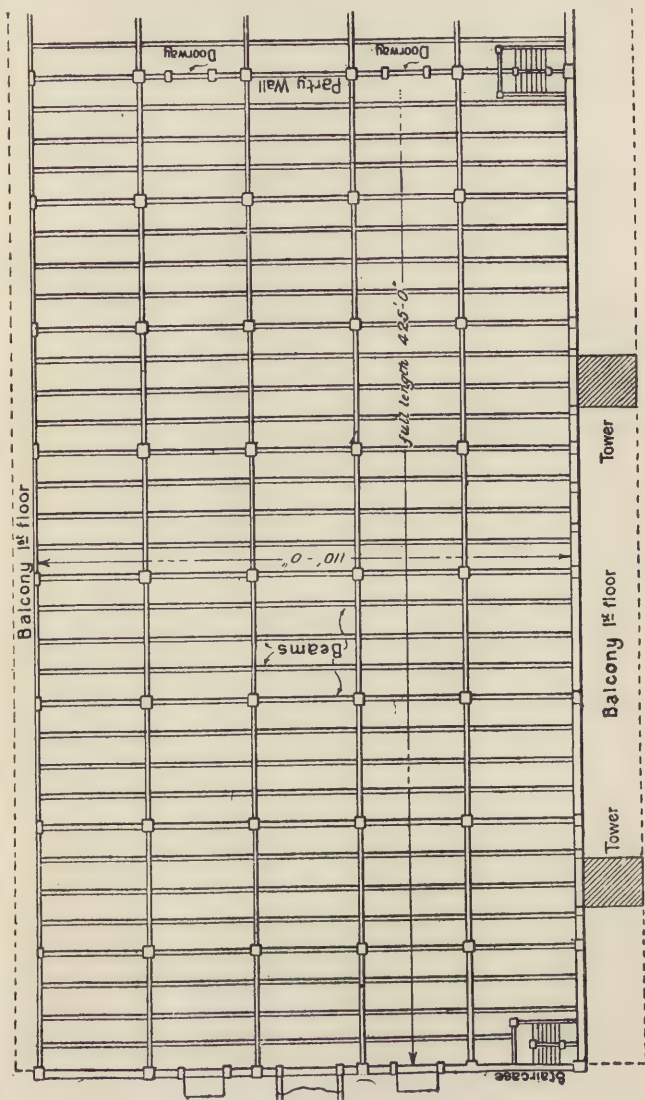 Doorway
Doorway
Party Wall
full length 425'-0"
Balcony 1st floor
110'-0"
Tower
Beams
Balcony 1st floor
Tower
Staircase